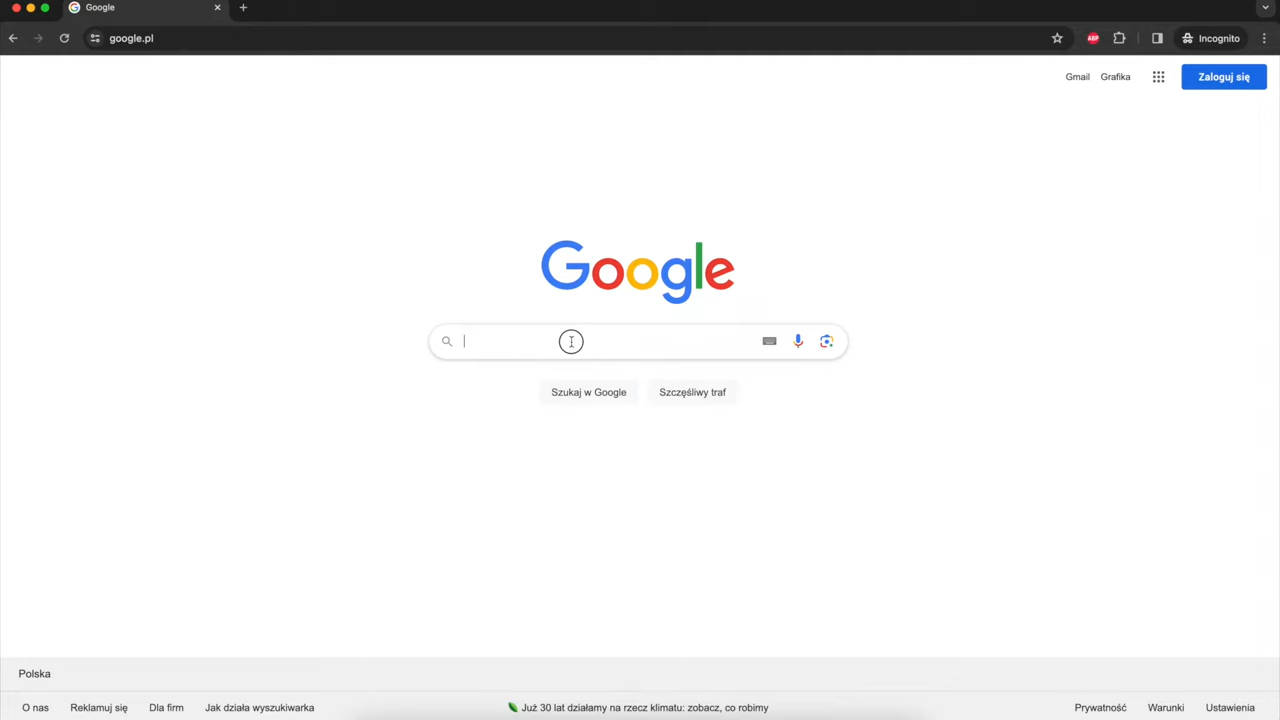 Google
google.pl
ABP
Incognito
Gmail Grafika
Zaloguj się
Google
Szukaj w Google Szczęśliwy traf
Polska
O nas Reklamuj się Dla firm Jak działa wyszukiwarka Już 30 lat działamy na rzecz klimatu: zobacz, co robimy Prywatność Warunki Ustawienia